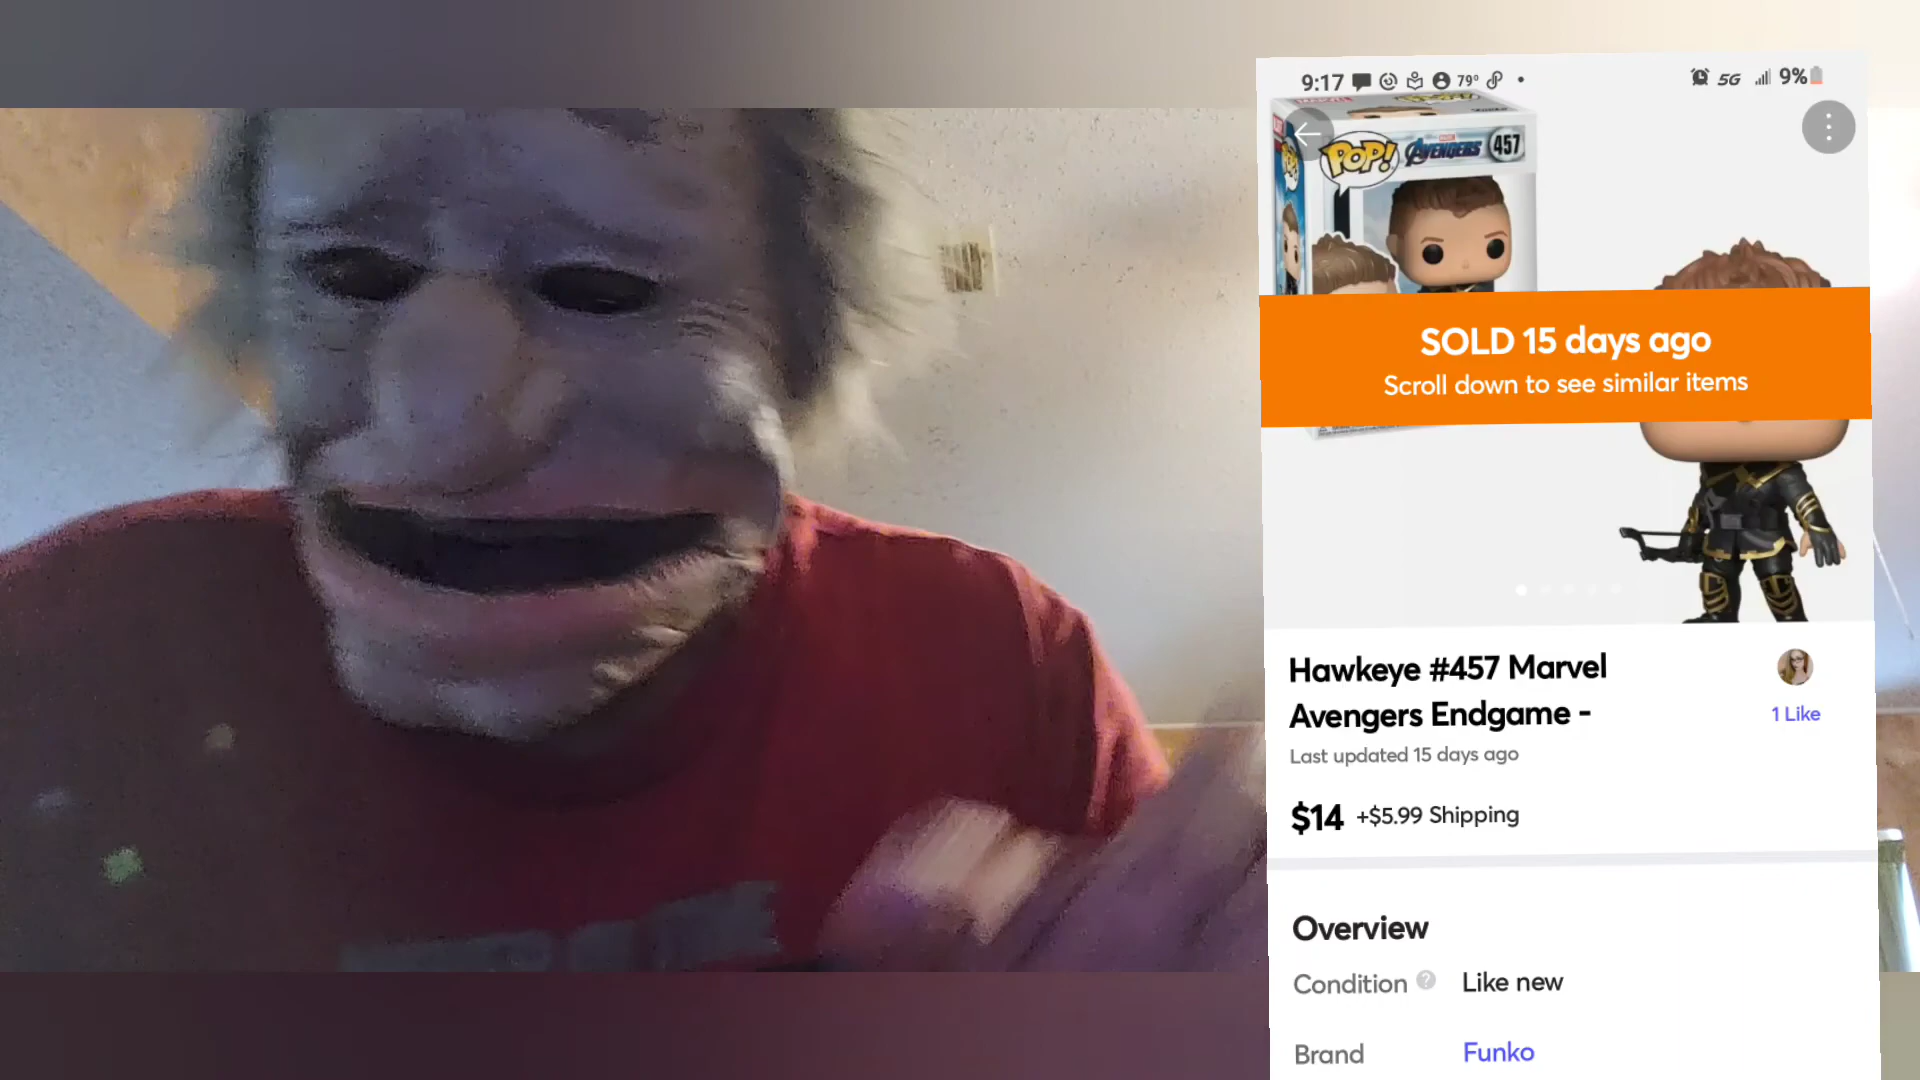 9:17 79° 5G 9%
POP! AVENGERS 457
SOLD 15 days ago
Scroll down to see similar items
Hawkeye #457 Marvel
Avengers Endgame -
1 Like
Last updated 15 days ago
$14 +$5.99 Shipping
Overview
Condition ? Like new
Brand Funko